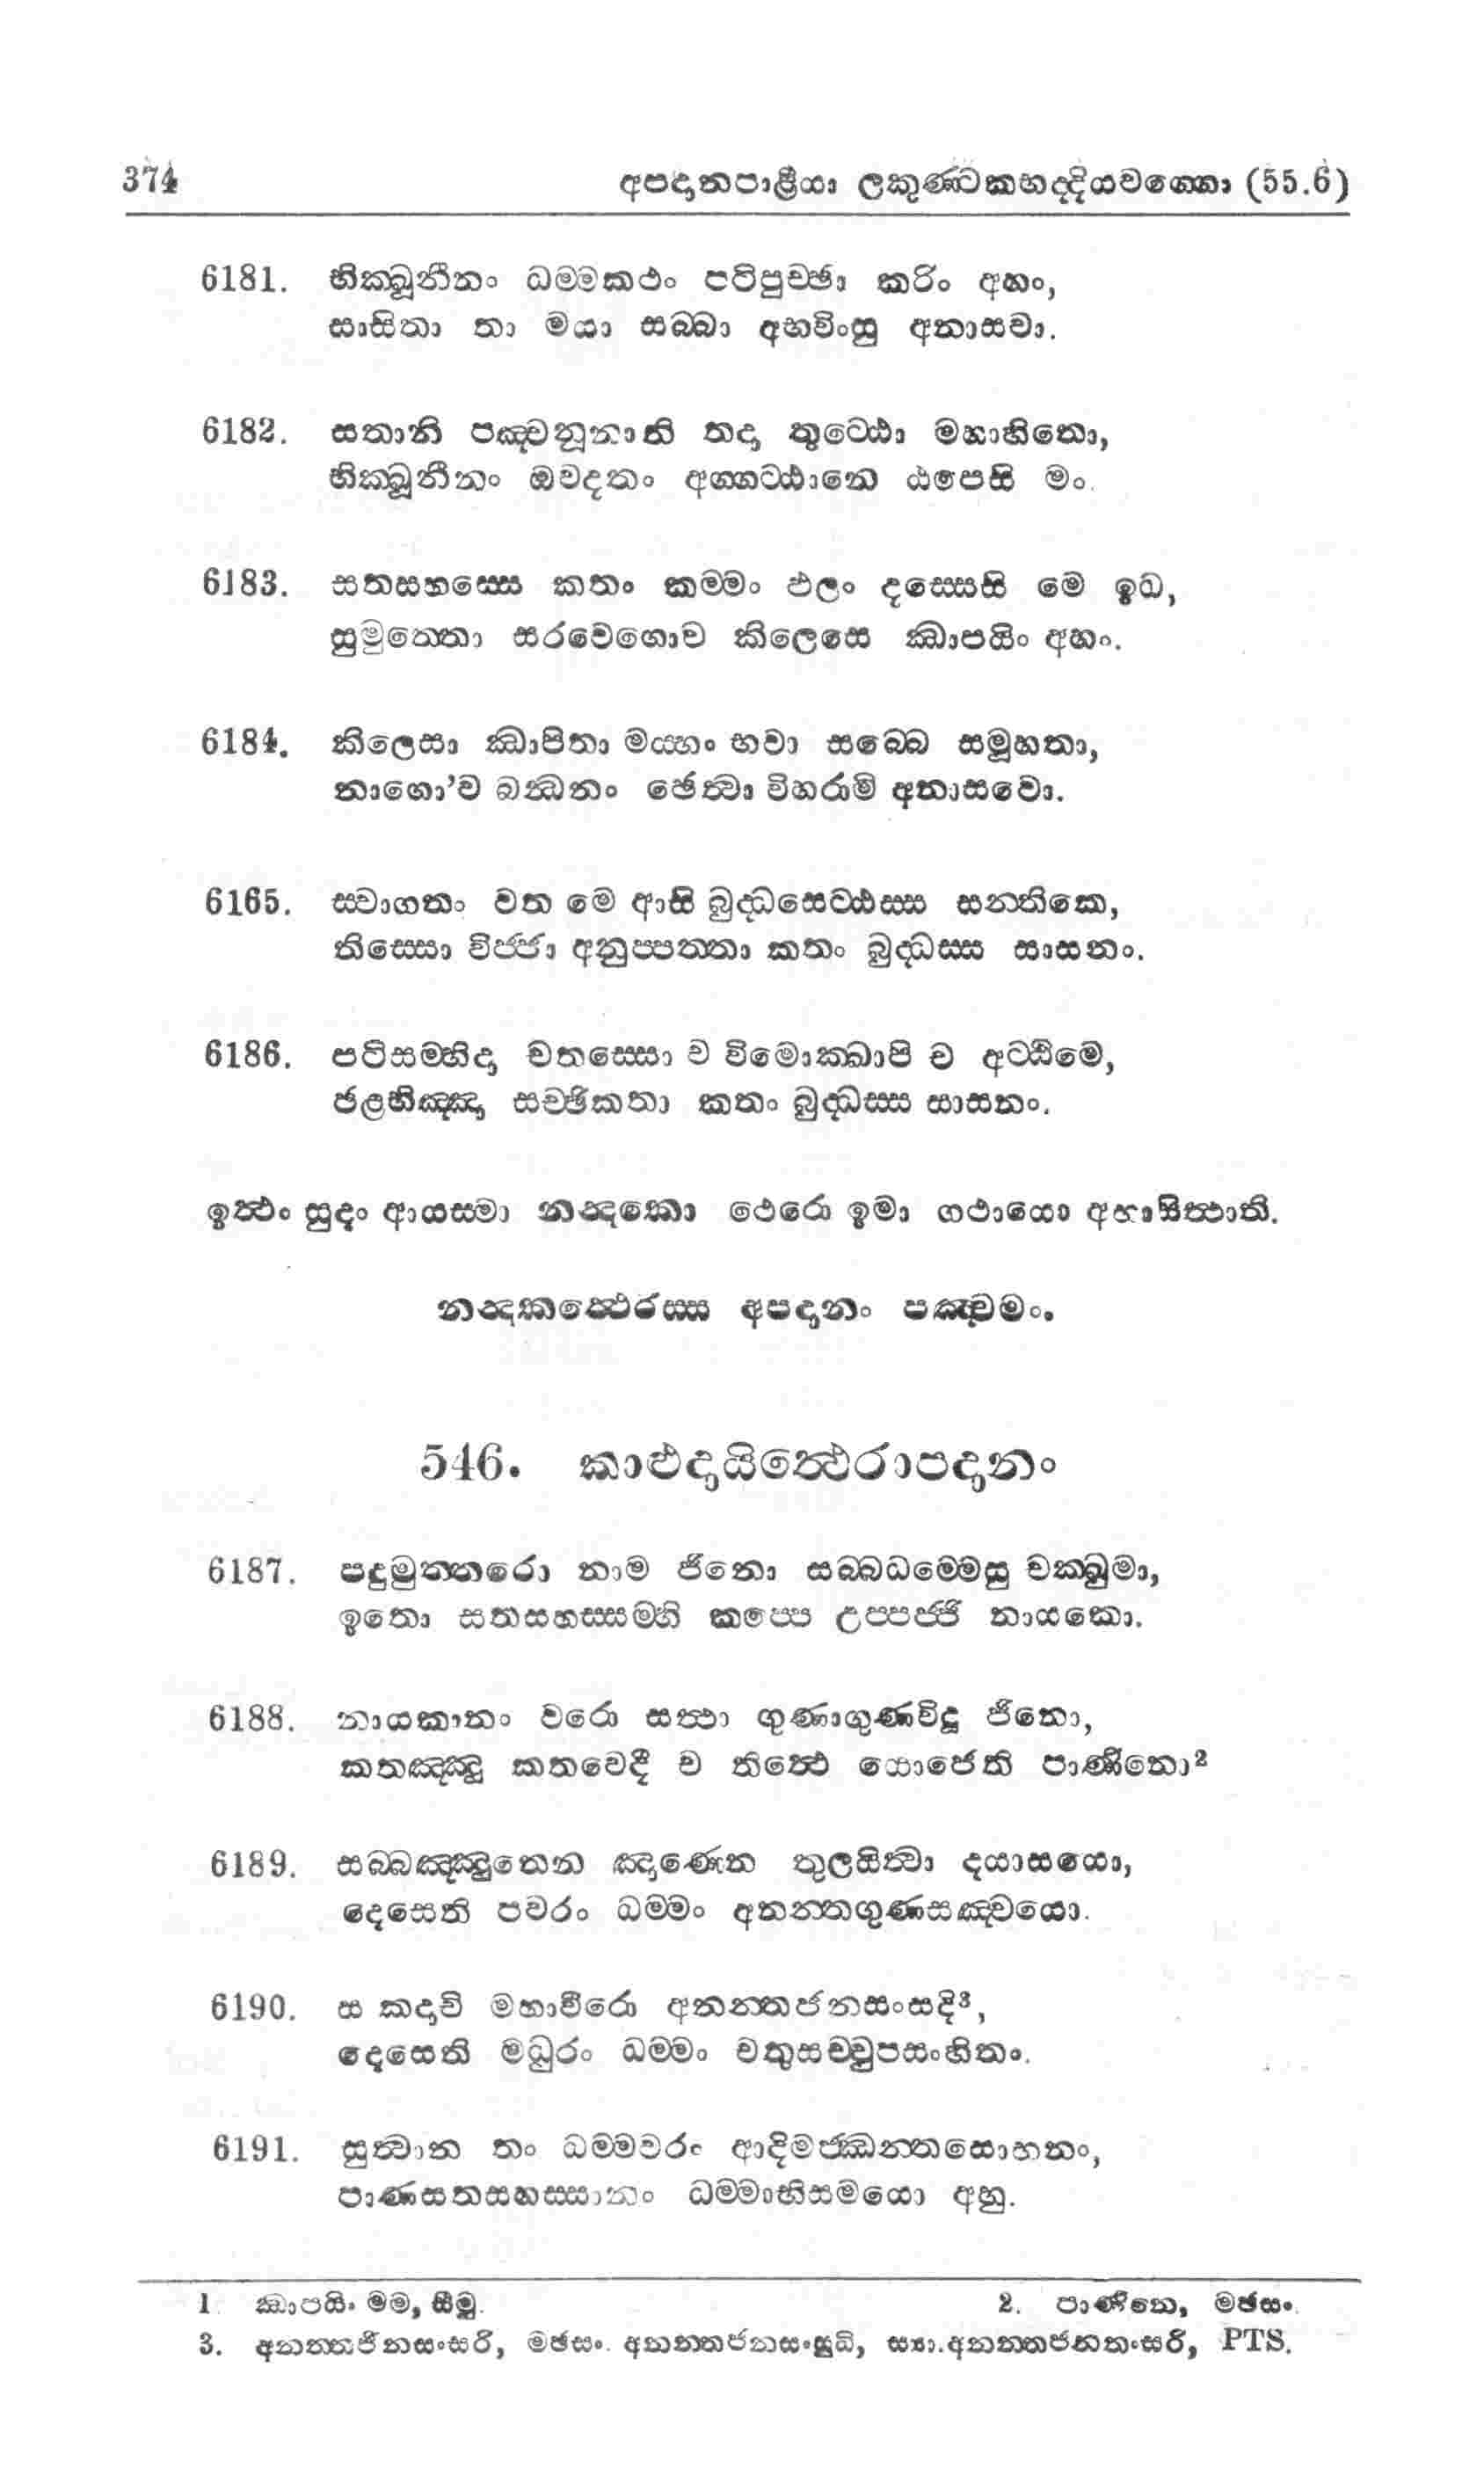 374 අපදානපාළියා ලකුණ්ටකභද්දියවග්ගො (55.6)
6181. භික්ඛූනීනං ධම්මකථං පටිපුච්ඡා කරිං අහං,
සාසිතා තා මයා සබ්බා අභවිංසු අනාසවා.
6182. සතානි පඤ්චනූනානි තදා තුට්ඨො මහාහිතො,
භික්ඛූනීනං ඔවදතං අග්ගට්ඨානෙ ඨපෙසි මං.
6183. සතසහස්සෙ කතං කම්මං ඵලං දස්සෙසි මෙ ඉධ,
සුමුත්තො සරවෙගොව කිලෙසෙ ඣාපයිං අහං.
6184. කිලෙසා ඣාපිතා මය්හං භවා සබ්බෙ සමූහතා,
නාගො’ව බන්ධනං ඡෙත්වා විහරාමි අනාසවො.
6165. ස්වාගතං වත මෙ ආසි බුද්ධසෙට්ඨස්ස සන්තිකෙ,
තිස්සො විජ්ජා අනුප්පත්තා කතං බුද්ධස්ස සාසනං.
6186. පටිසම්භිදා චතස්සො ච විමොක්ඛාපි ච අට්ඨිමෙ,
ඡළභිඤ්ඤා සච්ඡිකතා කතං බුද්ධස්ස සාසනං.
ඉත්ථං සුදං ආයස්මා නන්දකො ථෙරො ඉමා ගථායො අභාසිත්ථාති.
නන්දකත්ථෙරස්ස අපදානං පඤ්චමං.
546. කාළුදායිත්ථෙරාපදානං
6187. පදුමුත්තරො නාම ජිනො සබ්බධම්මෙසු චක්ඛුමා,
ඉතො සතසහස්සම්හි කප්පෙ උප්පජ්ජි නායකො.
6188. නායකානං වරො සත්ථා ගුණාගුණවිදූ ජිනො,
කතඤ්ඤූ කතවෙදී ච තිත්ථෙ යොජෙති පාණිනො²
6189. සබ්බඤ්ඤුතෙන ඤාණෙන තුලයිත්වා දයාසයො,
දෙසෙති පවරං ධම්මං අනන්තගුණසඤ්චයො.
6190. ස කදාචි මහාවීරො අනන්තජනසංසදි³,
දෙසෙති මධුරං ධම්මං චතුසච්චුපසංහිතං.
6191. සුත්වාන තං ධම්මවරං ආදිමජ්ඣන්තසොභනං,
පාණසතසහස්සානං ධම්මාභිසමයො අහු.
1 ඣාපයිං මම, සීමු. 2. පාණිනෙ, මඡසං.
3. අනන්තජිනසංසරි, මඡසං. අනන්තජනසංසුධි, ස්‍යා.අනන්තජනතංසරි, PTS.